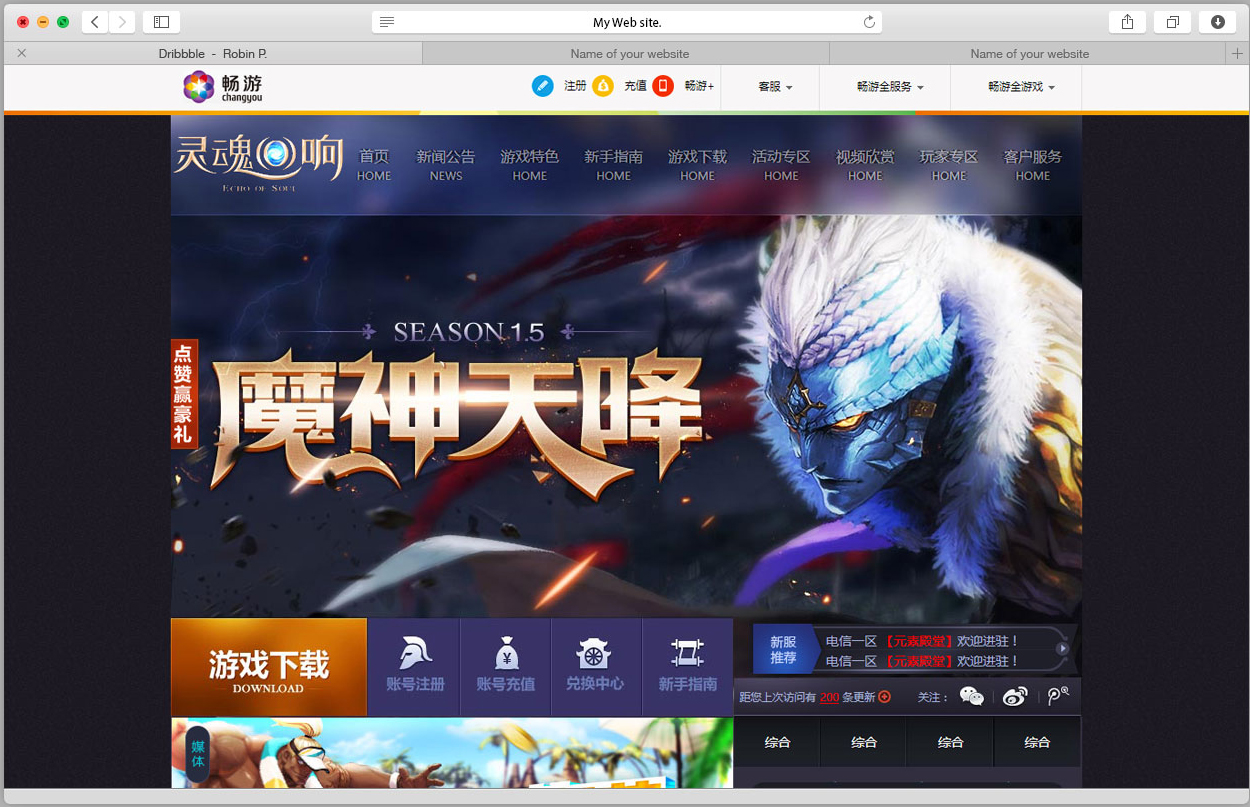 My Web site.
Dribbble - Robin P.
Name of your website
Name of your website
畅游
changyou
注册
充值
畅游+
客服
畅游全服务
畅游全游戏
灵魂回响
ECHO OF SOUL
首页
HOME
新闻公告
NEWS
游戏特色
HOME
新手指南
HOME
游戏下载
HOME
活动专区
HOME
视频欣赏
HOME
玩家专区
HOME
客户服务
HOME
SEASON 1.5
魔神天降
点赞赢豪礼
游戏下载
DOWNLOAD
账号注册
¥
账号充值
兑换中心
新手指南
新服
推荐
电信一区 【元素殿堂】欢迎进驻！
电信一区 【元素殿堂】欢迎进驻！
距您上次访问有 200 条更新
关注：
媒体
综合
综合
综合
综合